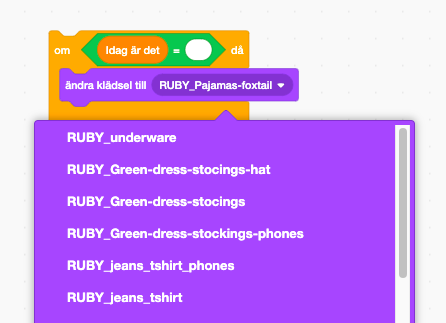 om Idag är det = då
ändra klädsel till RUBY_Pajamas-foxtail
RUBY_underware
RUBY_Green-dress-stocings-hat
RUBY_Green-dress-stocings
RUBY_Green-dress-stockings-phones
RUBY_jeans_tshirt_phones
RUBY_jeans_tshirt